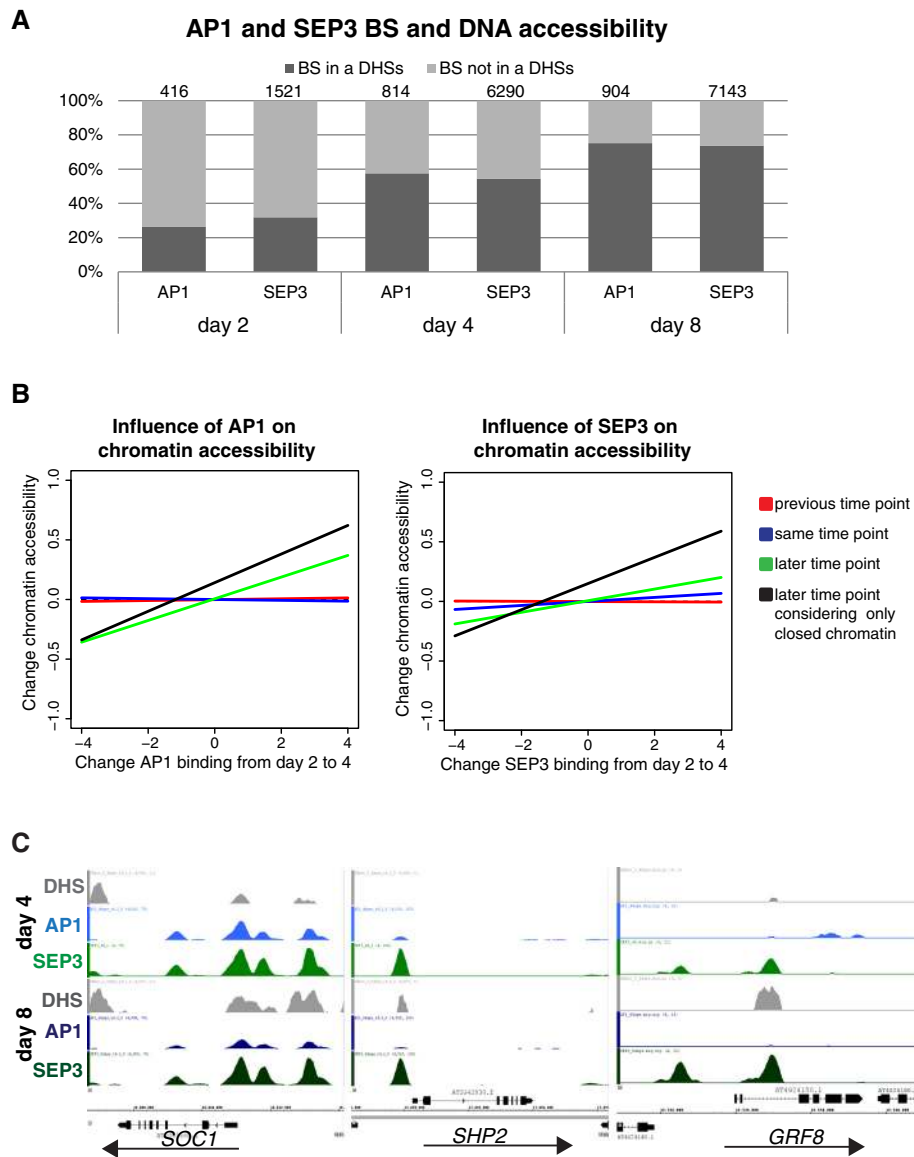 A
AP1 and SEP3 BS and DNA accessibility
BS in a DHSs BS not in a DHSs
416 1521 814 6290 904 7143
100%
80%
60%
40%
20%
0%
AP1 SEP3 AP1 SEP3 AP1 SEP3
day 2 day 4 day 8
B
Influence of AP1 on
chromatin accessibility
Change chromatin accessibility
1.0
0.5
0.0
−0.5
−1.0
−4 −2 0 2 4
Change AP1 binding from day 2 to 4
Influence of SEP3 on
chromatin accessibility
Change chromatin accessibility
1.0
0.5
0.0
−0.5
−1.0
−4 −2 0 2 4
Change SEP3 binding from day 2 to 4
previous time point
same time point
later time point
later time point
considering only
closed chromatin
C
day 4
DHS
AP1
SEP3
day 8
DHS
AP1
SEP3
SOC1
SHP2
GRF8